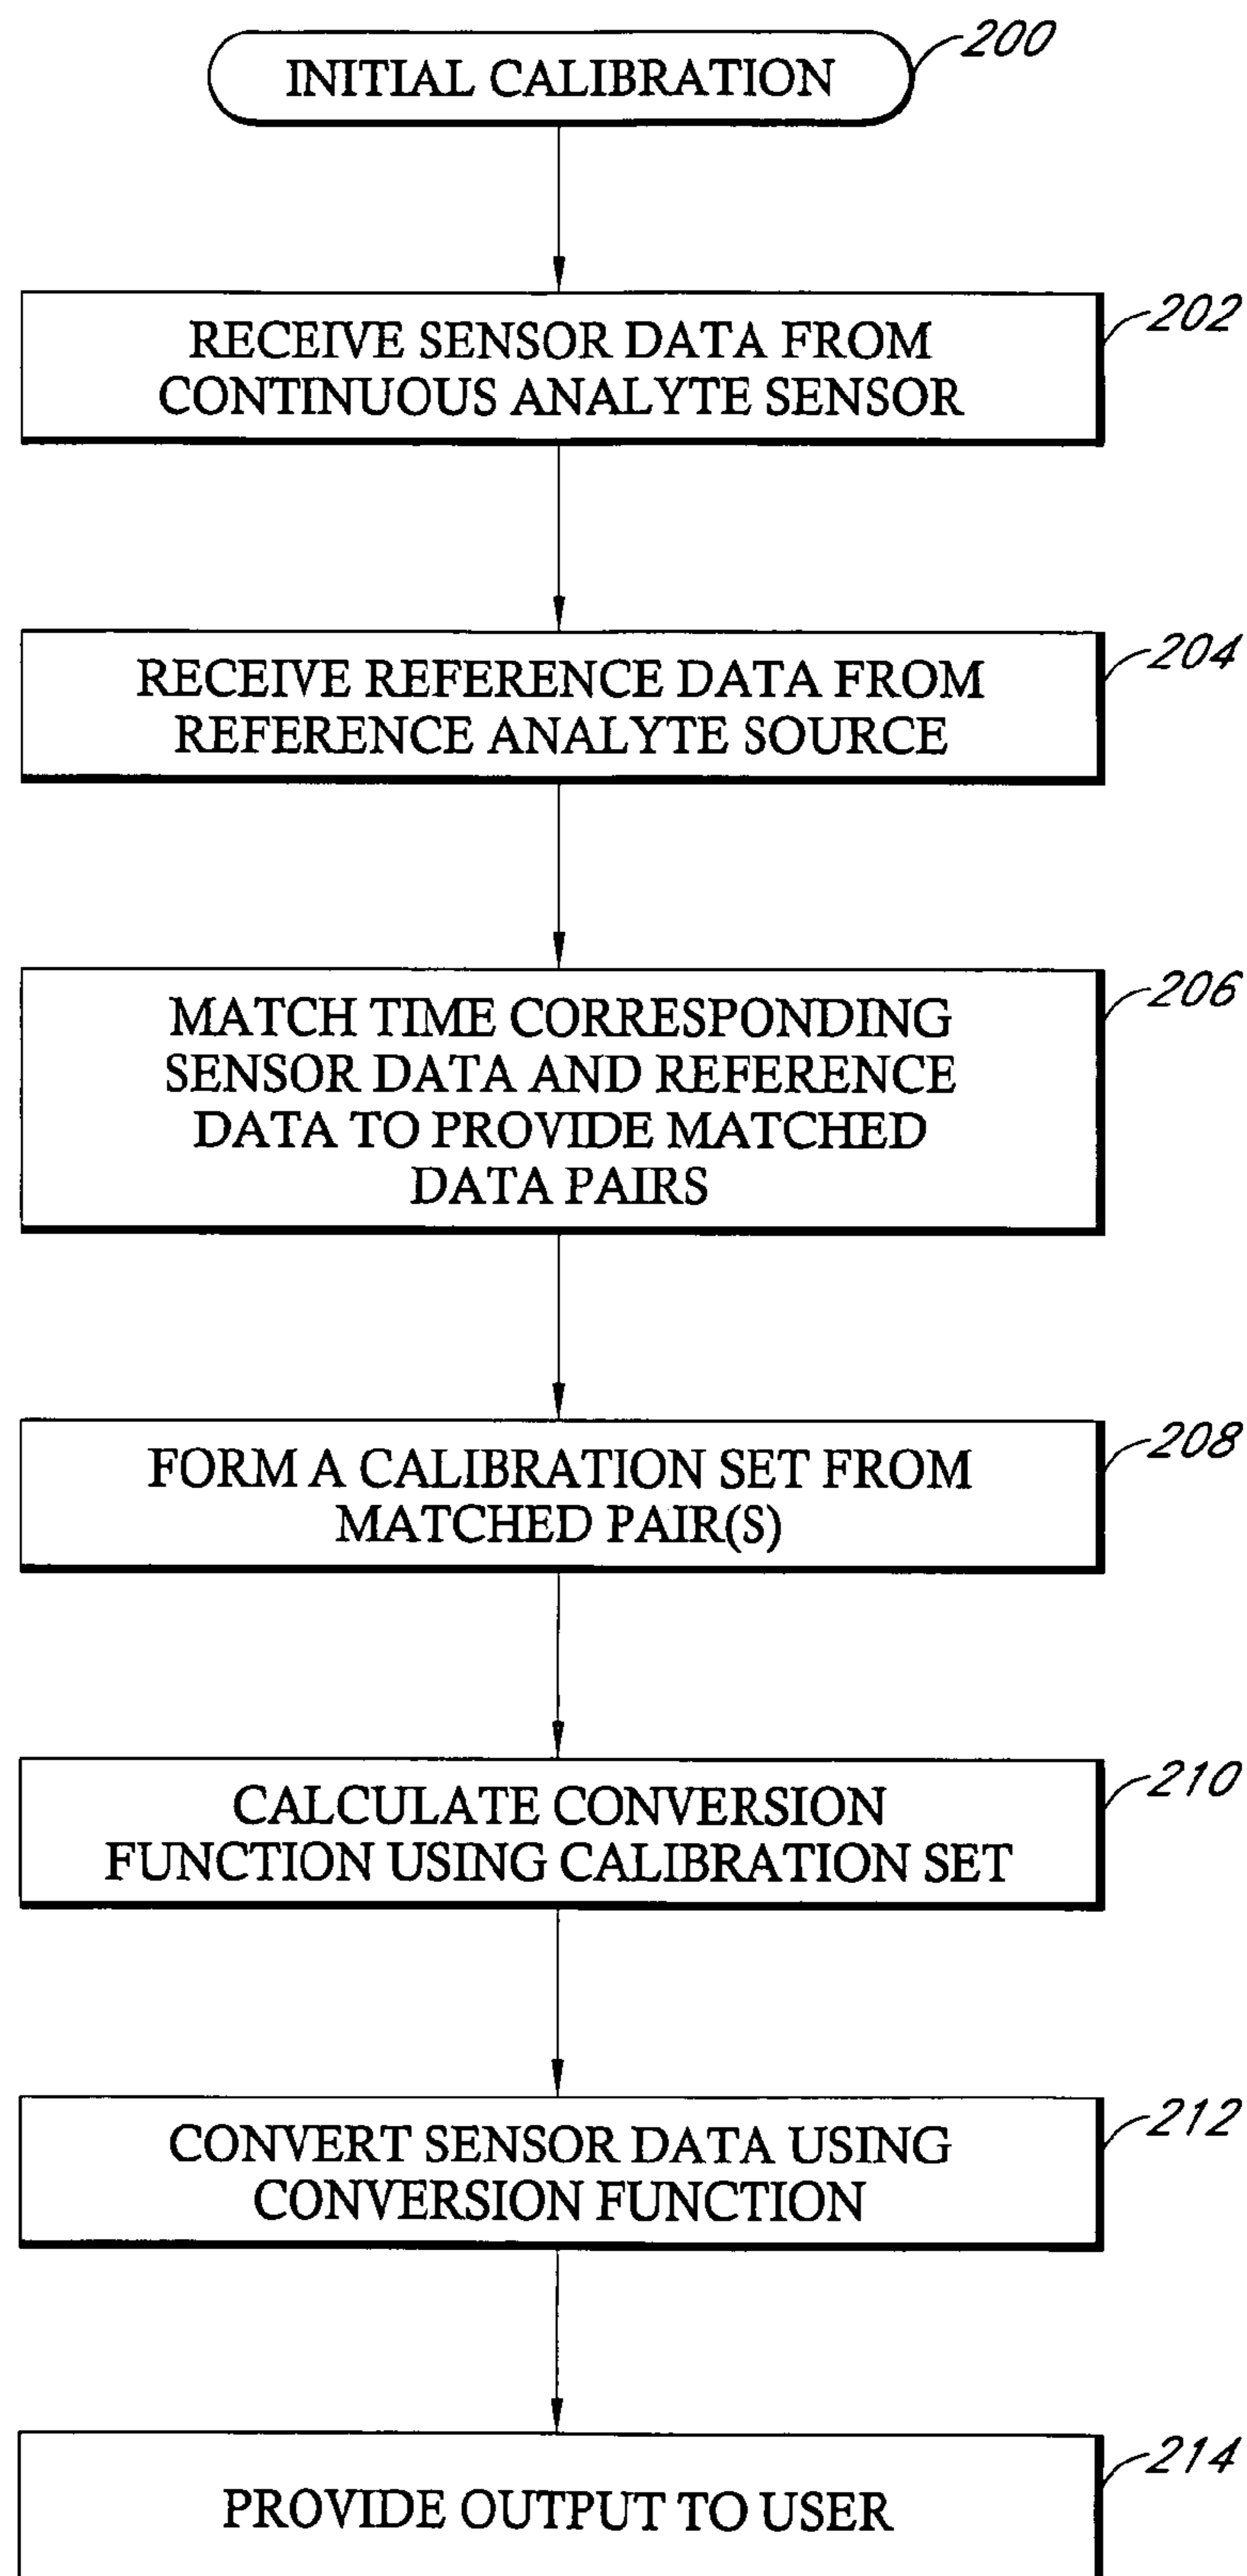 200
INITIAL CALIBRATION
202
RECEIVE SENSOR DATA FROM
CONTINUOUS ANALYTE SENSOR
204
RECEIVE REFERENCE DATA FROM
REFERENCE ANALYTE SOURCE
206
MATCH TIME CORRESPONDING
SENSOR DATA AND REFERENCE
DATA TO PROVIDE MATCHED
DATA PAIRS
208
FORM A CALIBRATION SET FROM
MATCHED PAIR(S)
210
CALCULATE CONVERSION
FUNCTION USING CALIBRATION SET
212
CONVERT SENSOR DATA USING
CONVERSION FUNCTION
214
PROVIDE OUTPUT TO USER